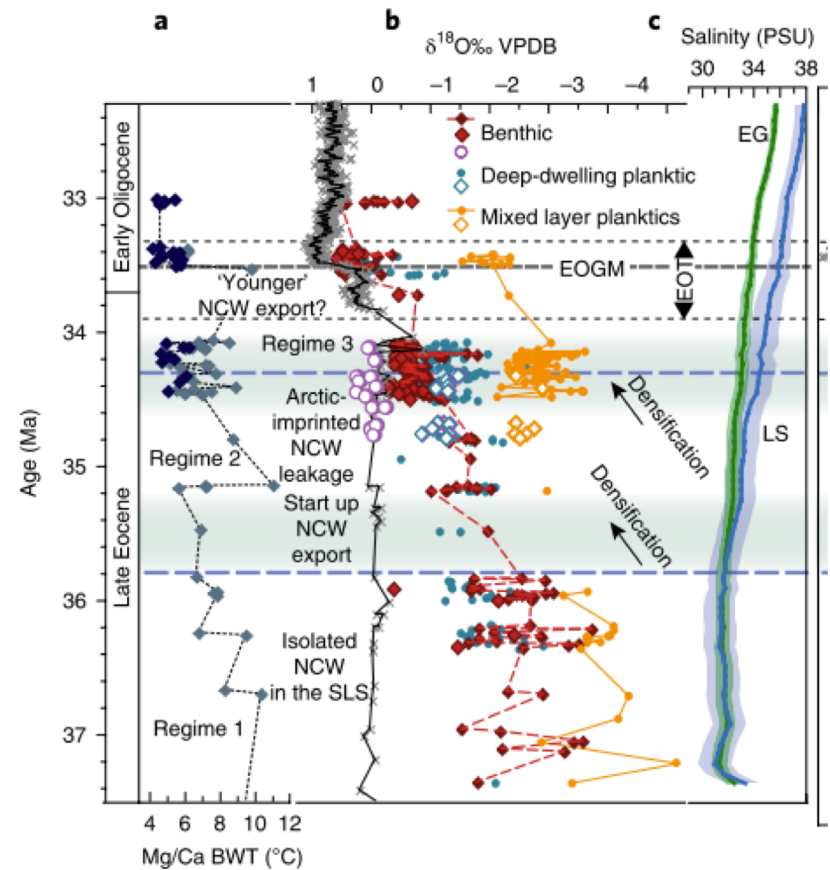 a
b
c
δ18O‰ VPDB
Salinity (PSU)
1
0
−1
−2
−3
−4
30
34
38
Benthic
Deep-dwelling planktic
Mixed layer planktics
EG
LS
Early Oligocene
Late Eocene
Age (Ma)
33
34
35
36
37
'Younger'
NCW export?
EOGM
EOT
Regime 3
Arctic-
imprinted
NCW
leakage
Regime 2
Start up
NCW
export
Densification
Densification
Isolated
NCW
in the SLS
Regime 1
4
6
8
10
12
Mg/Ca BWT (°C)